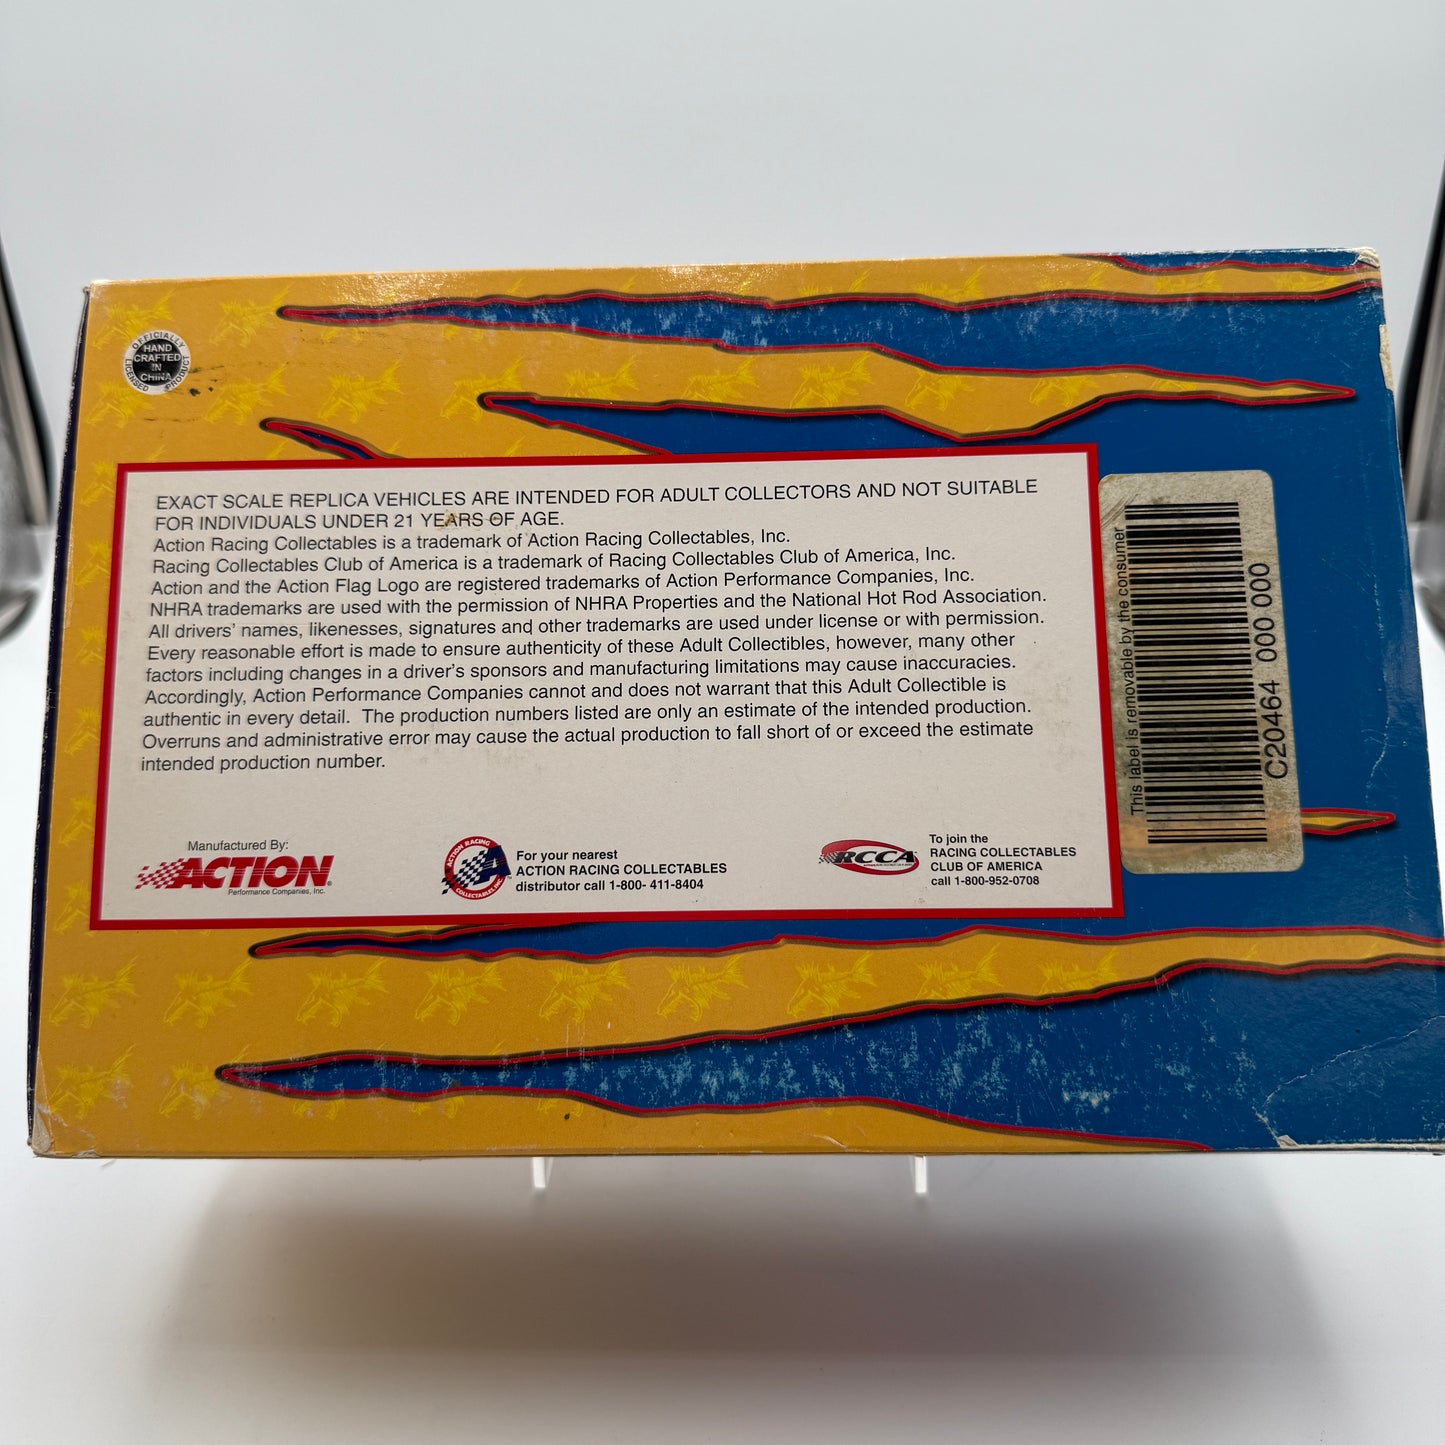 OFFICIALLY
LICENSED PRODUCT
HAND
CRAFTED
IN
CHINA
EXACT SCALE REPLICA VEHICLES ARE INTENDED FOR ADULT COLLECTORS AND NOT SUITABLE
FOR INDIVIDUALS UNDER 21 YEARS OF AGE.
Action Racing Collectables is a trademark of Action Racing Collectables, Inc.
Racing Collectables Club of America is a trademark of Racing Collectables Club of America, Inc.
Action and the Action Flag Logo are registered trademarks of Action Performance Companies, Inc.
NHRA trademarks are used with the permission of NHRA Properties and the National Hot Rod Association.
All drivers' names, likenesses, signatures and other trademarks are used under license or with permission.
Every reasonable effort is made to ensure authenticity of these Adult Collectibles, however, many other
factors including changes in a driver's sponsors and manufacturing limitations may cause inaccuracies.
Accordingly, Action Performance Companies cannot and does not warrant that this Adult Collectible is
authentic in every detail. The production numbers listed are only an estimate of the intended production.
Overruns and administrative error may cause the actual production to fall short of or exceed the estimate
intended production number.
Manufactured By:
ACTION
Performance Companies, Inc.
ACTION RACING
COLLECTABLES, INC.
For your nearest
ACTION RACING COLLECTABLES
distributor call 1-800- 411-8404
RCCA
To join the
RACING COLLECTABLES
CLUB OF AMERICA
call 1-800-952-0708
This label is removable by the consumer
C20464 000 000